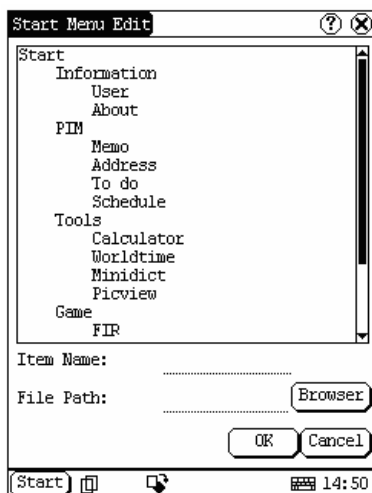 Start Menu Edit ?
Start
Information
User
About
PIM
Memo
Address
To do
Schedule
Tools
Calculator
Worldtime
Minidict
Picview
Game
FIR
Item Name:
File Path: Browser
OK Cancel
Start 14:50